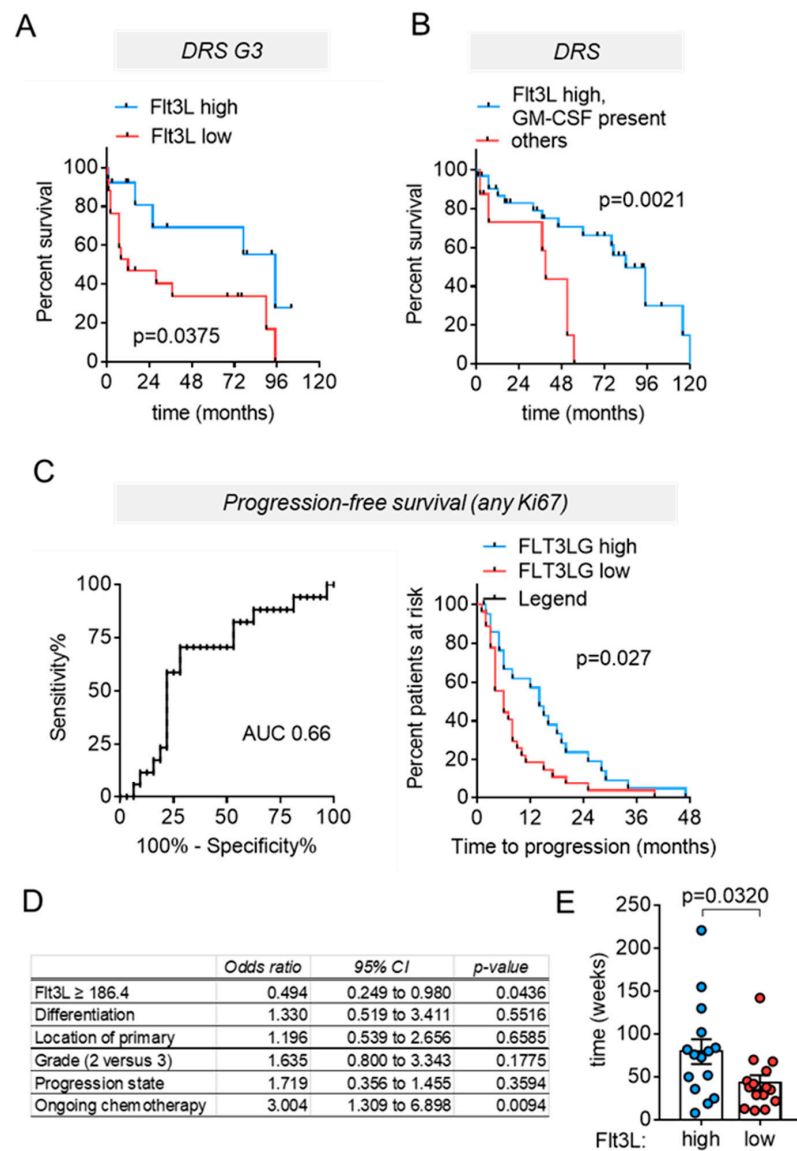 A
DRS G3
Flt3L high
Flt3L low
Percent survival
100
80
60
40
20
0
p=0.0375
0 24 48 72 96 120
time (months)
B
DRS
Flt3L high,
GM-CSF present
others
Percent survival
100
80
60
40
20
0
p=0.0021
0 24 48 72 96 120
time (months)
C
Progression-free survival (any Ki67)
Sensitivity%
100
75
50
25
AUC 0.66
0 25 50 75 100
100% - Specificity%
FLT3LG high
FLT3LG low
Legend
Percent patients at risk
100
80
60
40
20
0
p=0.027
0 12 24 36 48
Time to progression (months)
D
Odds ratio 95% CI p-value
Flt3L ≥ 186.4 0.494 0.249 to 0.980 0.0436
Differentiation 1.330 0.519 to 3.411 0.5516
Location of primary 1.196 0.539 to 2.656 0.6585
Grade (2 versus 3) 1.635 0.800 to 3.343 0.1775
Progression state 1.719 0.356 to 1.455 0.3594
Ongoing chemotherapy 3.004 1.309 to 6.898 0.0094
E
p=0.0320
time (weeks)
250
200
150
100
50
0
Flt3L: high low